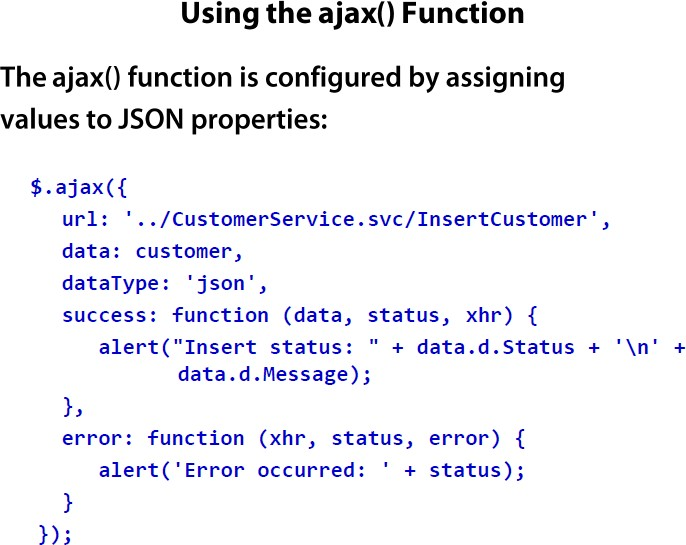 Using the ajax() Function
The ajax() function is configured by assigning
values to JSON properties:
$.ajax({
url: '../CustomerService.svc/InsertCustomer',
data: customer,
dataType: 'json',
success: function (data, status, xhr) {
alert("Insert status: " + data.d.Status + '\n' +
data.d.Message);
},
error: function (xhr, status, error) {
alert('Error occurred: ' + status);
}
});